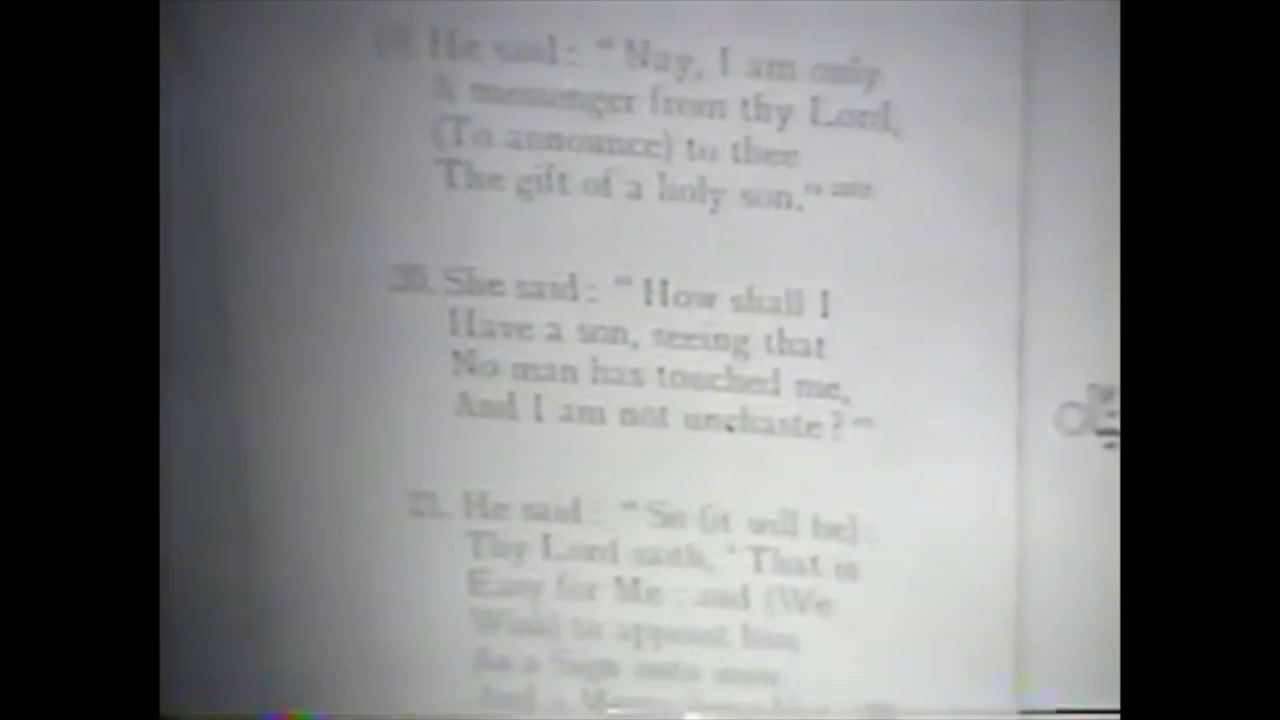 19. He said: "Nay, I am only
A messenger from thy Lord,
(To announce) to thee
The gift of a holy son."
20. She said: "How shall I
Have a son, seeing that
No man has touched me,
And I am not unchaste?"
21. He said: "So (it will be):
Thy Lord saith, 'That is
Easy for Me: and (We
Wish) to appoint him
As a Sign unto men
And a Mercy